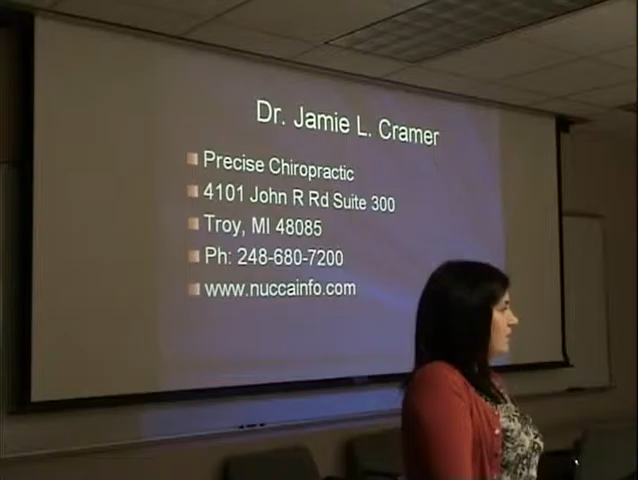 Dr. Jamie L. Cramer
Precise Chiropractic
4101 John R Rd Suite 300
Troy, MI 48085
Ph: 248-680-7200
www.nuccainfo.com